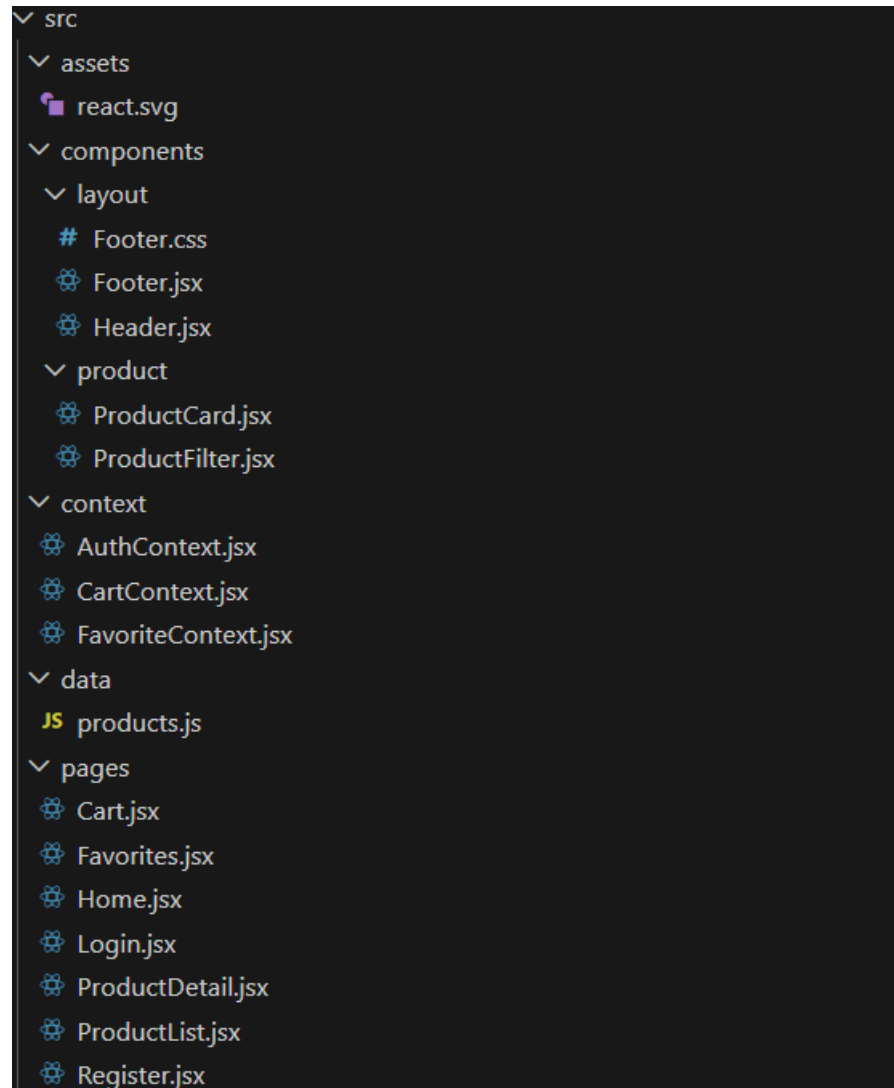 src
assets
react.svg
components
layout
# Footer.css
Footer.jsx
Header.jsx
product
ProductCard.jsx
ProductFilter.jsx
context
AuthContext.jsx
CartContext.jsx
FavoriteContext.jsx
data
JS products.js
pages
Cart.jsx
Favorites.jsx
Home.jsx
Login.jsx
ProductDetail.jsx
ProductList.jsx
Register.jsx